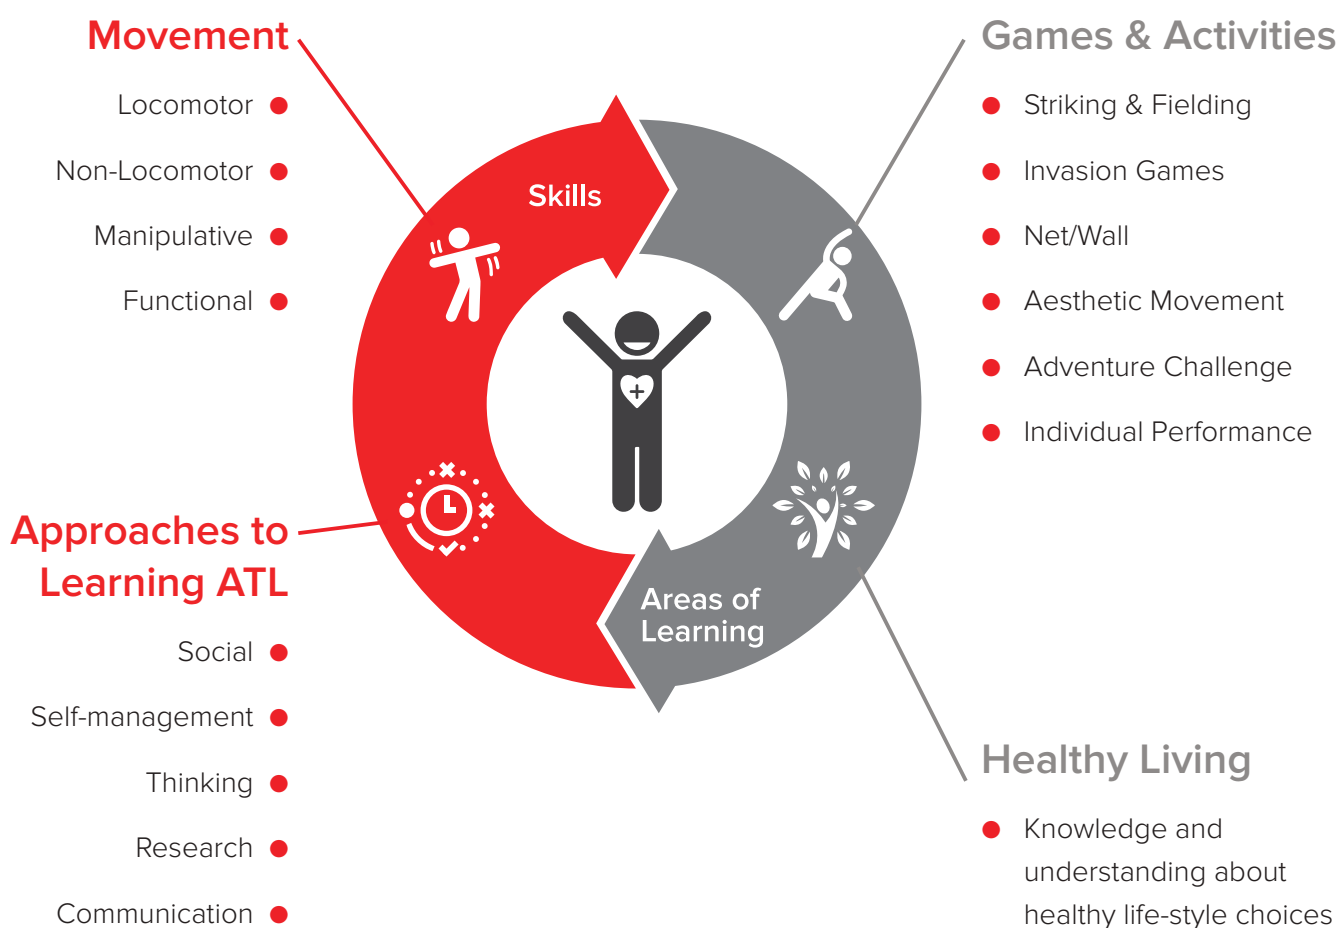 Movement
Locomotor
Non-Locomotor
Manipulative
Functional
Approaches to
Learning ATL
Social
Self-management
Thinking
Research
Communication
Skills
Areas of
Learning
Games & Activities
Striking & Fielding
Invasion Games
Net/Wall
Aesthetic Movement
Adventure Challenge
Individual Performance
Healthy Living
Knowledge and
understanding about
healthy life-style choices